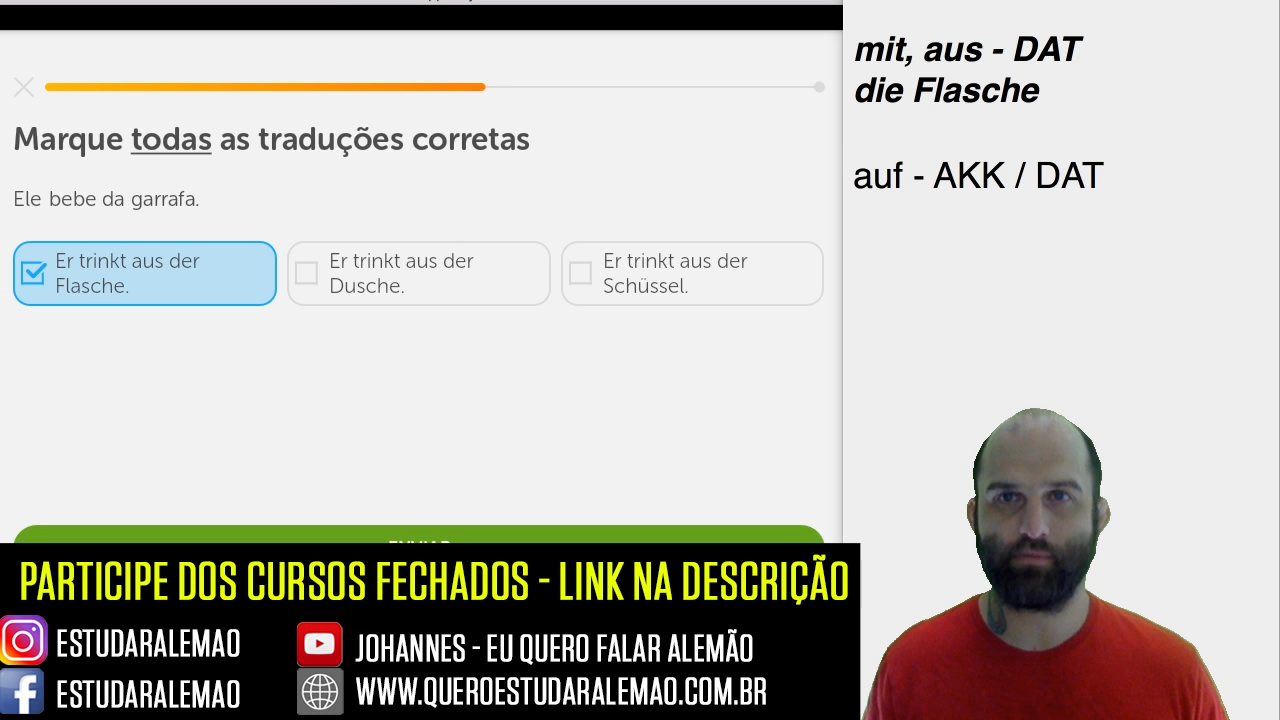 mit, aus - DAT
die Flasche
auf - AKK / DAT
Marque todas as traduções corretas
Ele bebe da garrafa.
Er trinkt aus der
Flasche.
Er trinkt aus der
Dusche.
Er trinkt aus der
Schüssel.
PARTICIPE DOS CURSOS FECHADOS - LINK NA DESCRIÇÃO
ESTUDARALEMAO
JOHANNES - EU QUERO FALAR ALEMÃO
ESTUDARALEMAO
WWW.QUEROESTUDARALEMAO.COM.BR